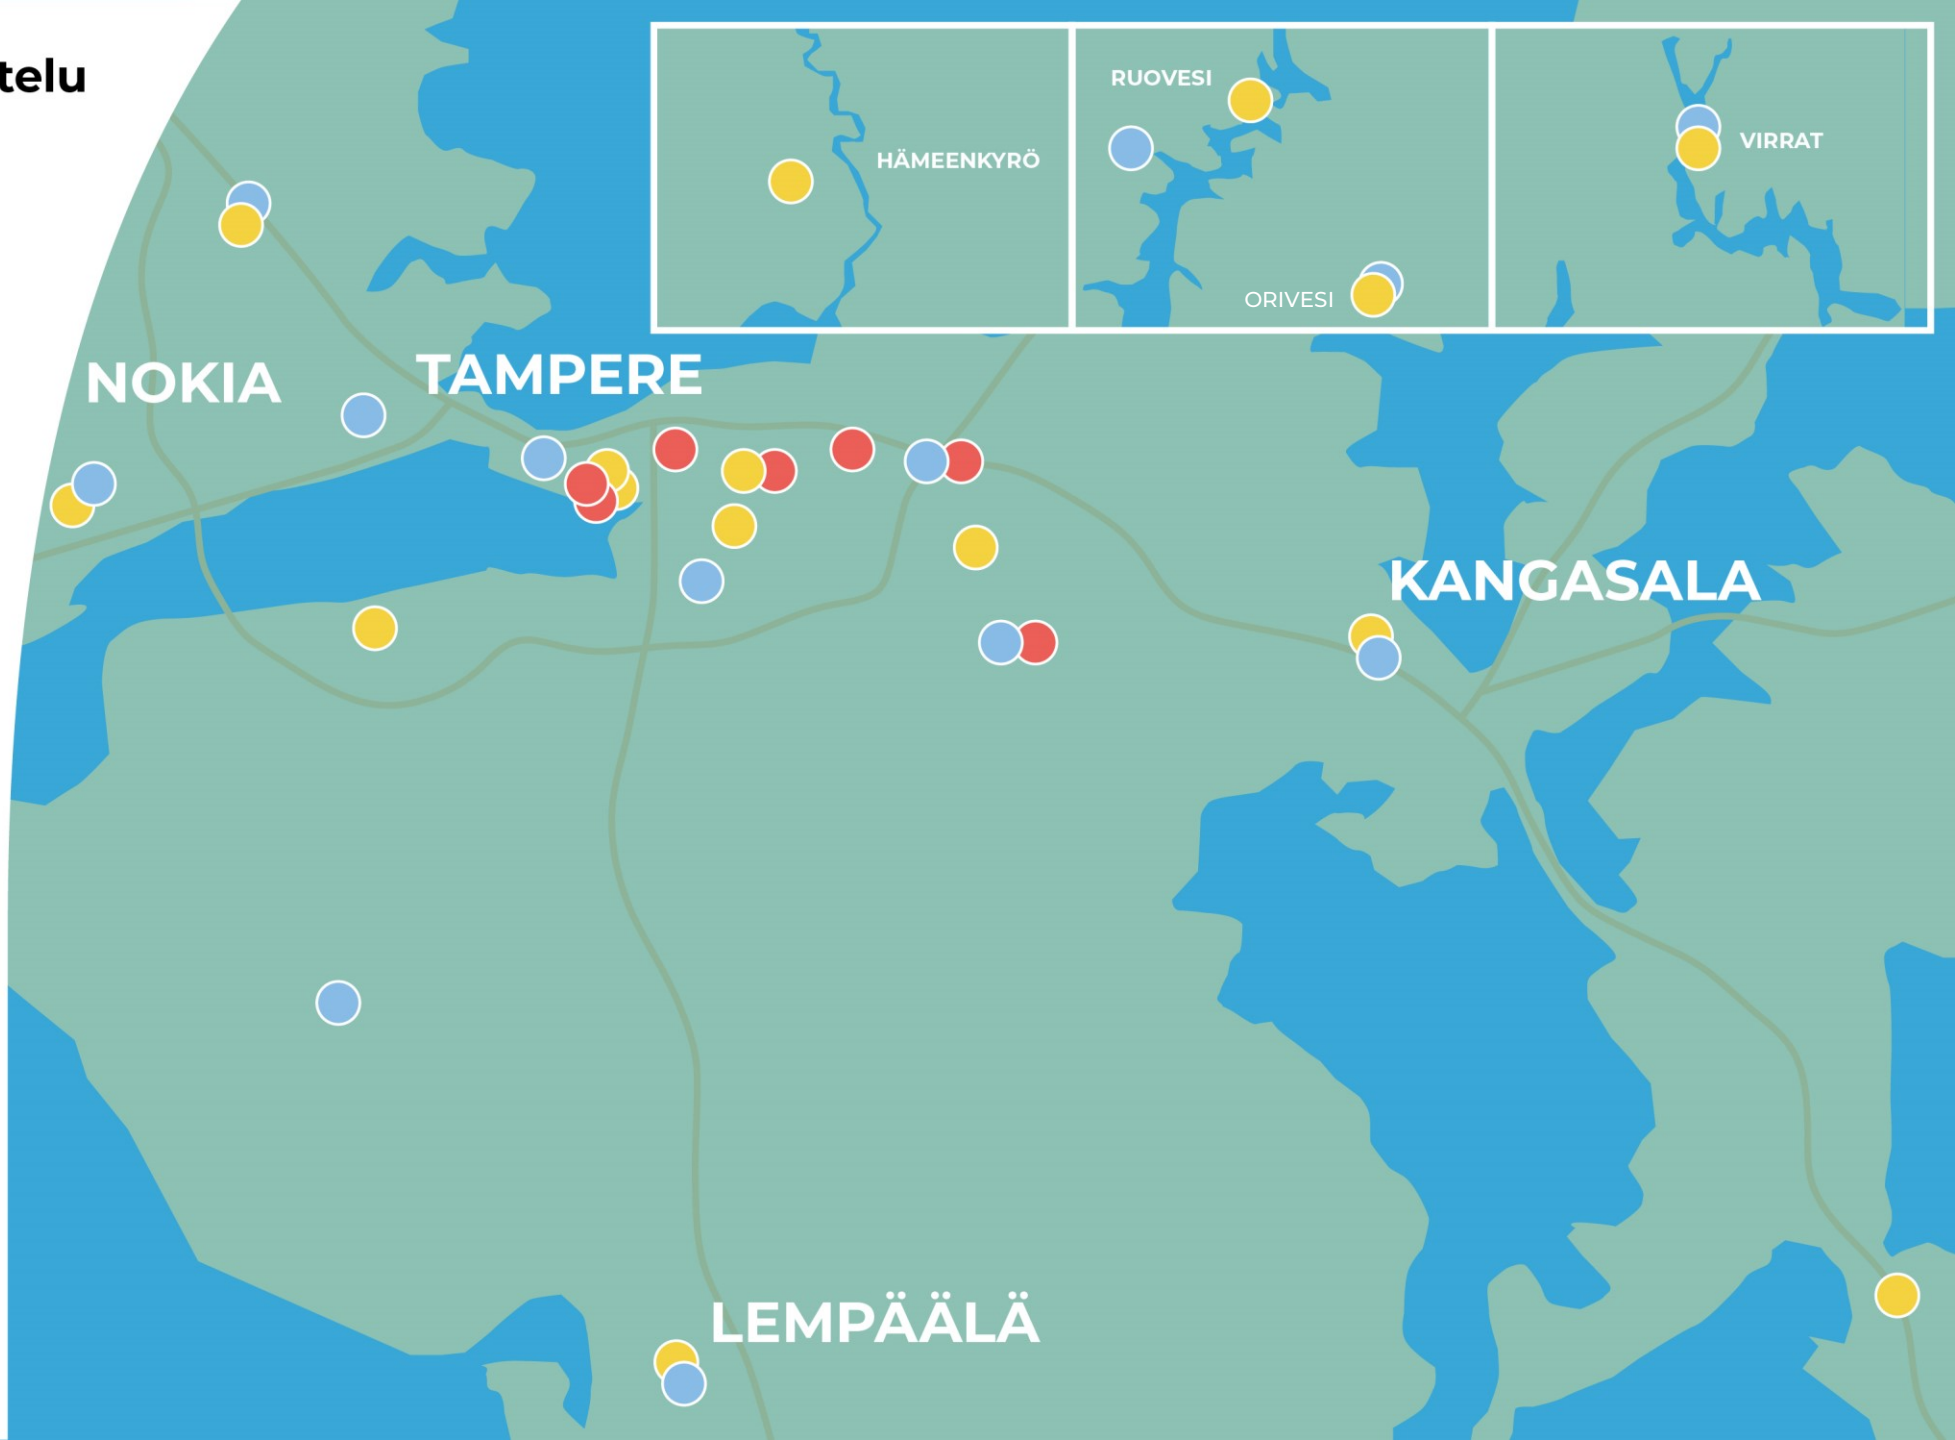 telu
RUOVESI
HÄMEENKYRÖ
VIRRAT
ORIVESI
NOKIA
TAMPERE
KANGASALA
LEMPÄÄLÄ